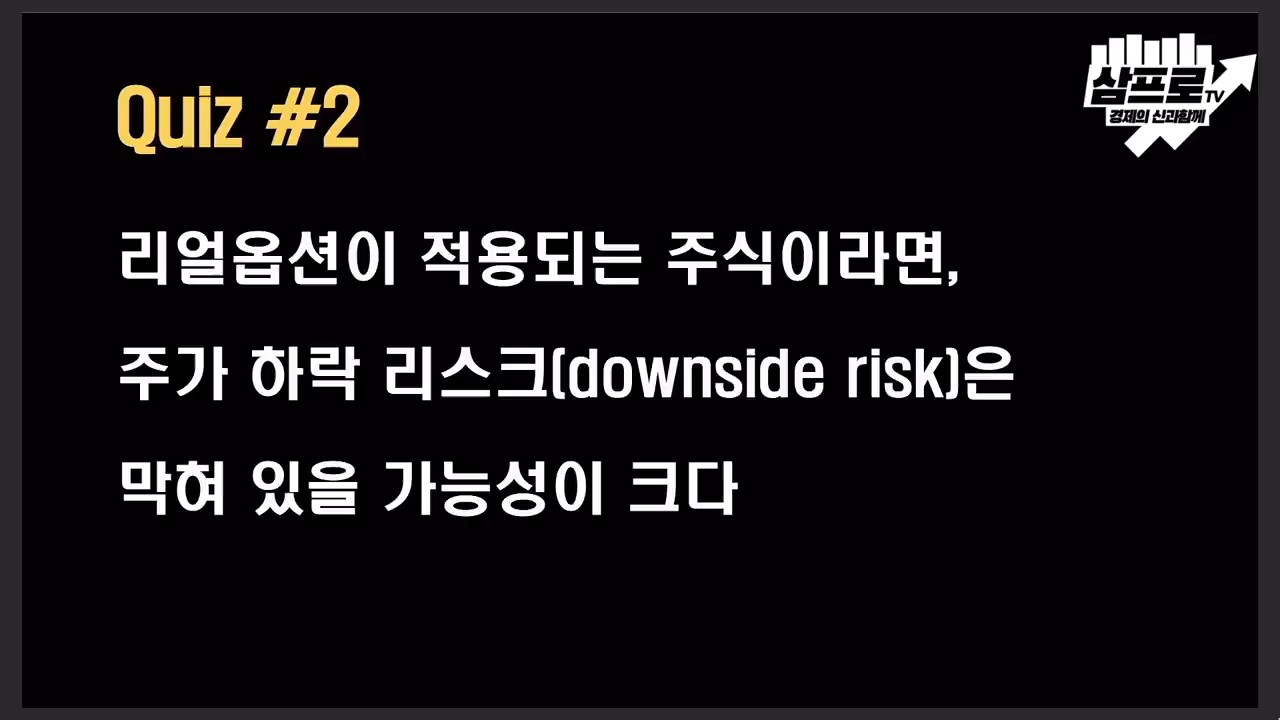 Quiz #2
삼프로TV
경제의 신과함께
리얼옵션이 적용되는 주식이라면,
주가 하락 리스크(downside risk)은
막혀 있을 가능성이 크다